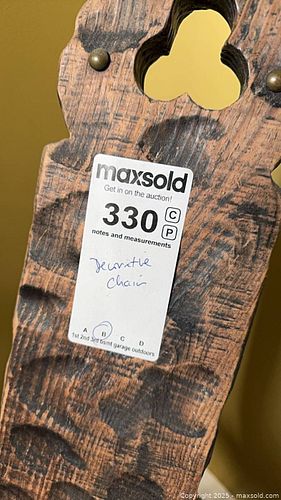 maxsold
Get in on the auction!
330 C
P
notes and measurements
Decorative
Chair
A B C D
1st 2nd 3rd bsmt garage outdoors
Copyright 2025 - maxsold.com